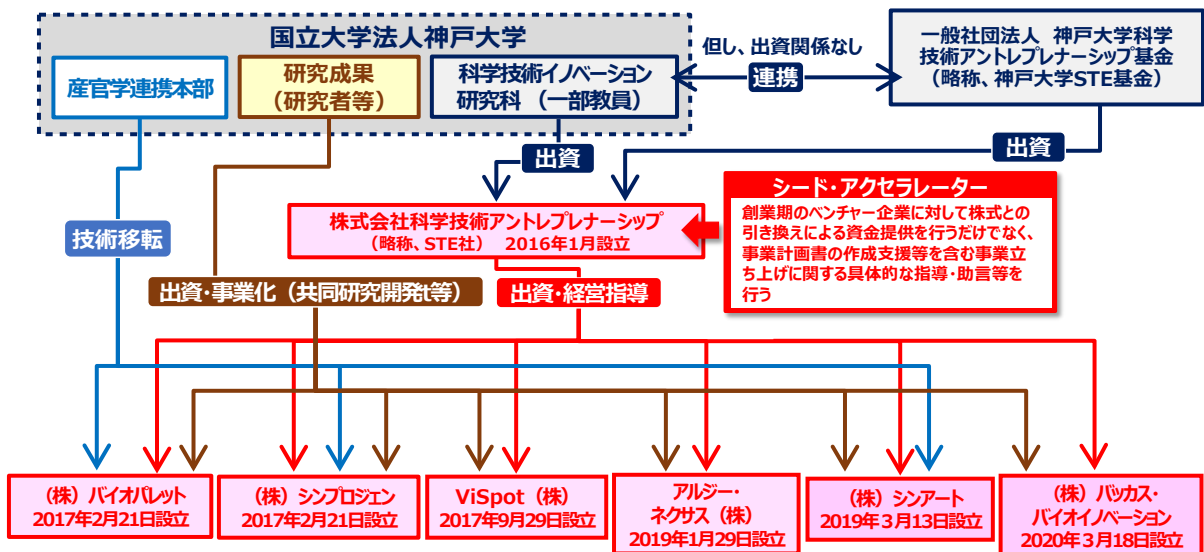 国立大学法人神戸大学
産官学連携本部
研究成果
（研究者等）
科学技術イノベーション
研究科 （一部教員）
但し、出資関係なし
連携
一般社団法人 神戸大学科学
技術アントレプレナーシップ基金
（略称、神戸大学STE基金）
出資
出資
技術移転
株式会社科学技術アントレプレナーシップ
（略称、STE社） 2016年1月設立
シード・アクセラレーター
創業期のベンチャー企業に対して株式との
引き換えによる資金提供を行うだけでなく、
事業計画書の作成支援等を含む事業立
ち上げに関する具体的な指導・助言等を
行う
出資・事業化（共同研究開発t等）
出資・経営指導
（株）バイオパレット
2017年2月21日設立
（株）シンプロジェン
2017年2月21日設立
ViSpot（株）
2017年9月29日設立
アルジー・
ネクサス（株）
2019年1月29日設立
（株）シンアート
2019年３月13日設立
（株）バッカス・
バイオイノベーション
2020年３月18日設立